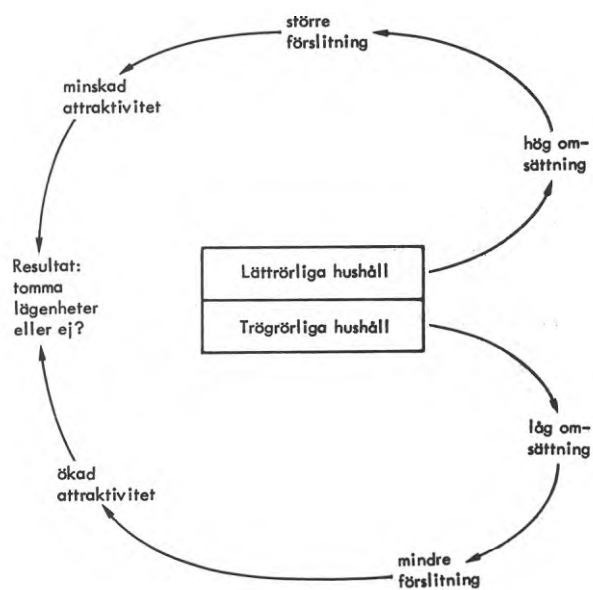 större
förslitning
minskad
attraktivitet
hög om-
sättning
Resultat:
tomma
lägenheter
eller ej?
Lättrörliga hushåll
Trögrörliga hushåll
låg om-
sättning
ökad
attraktivitet
mindre
förslitning